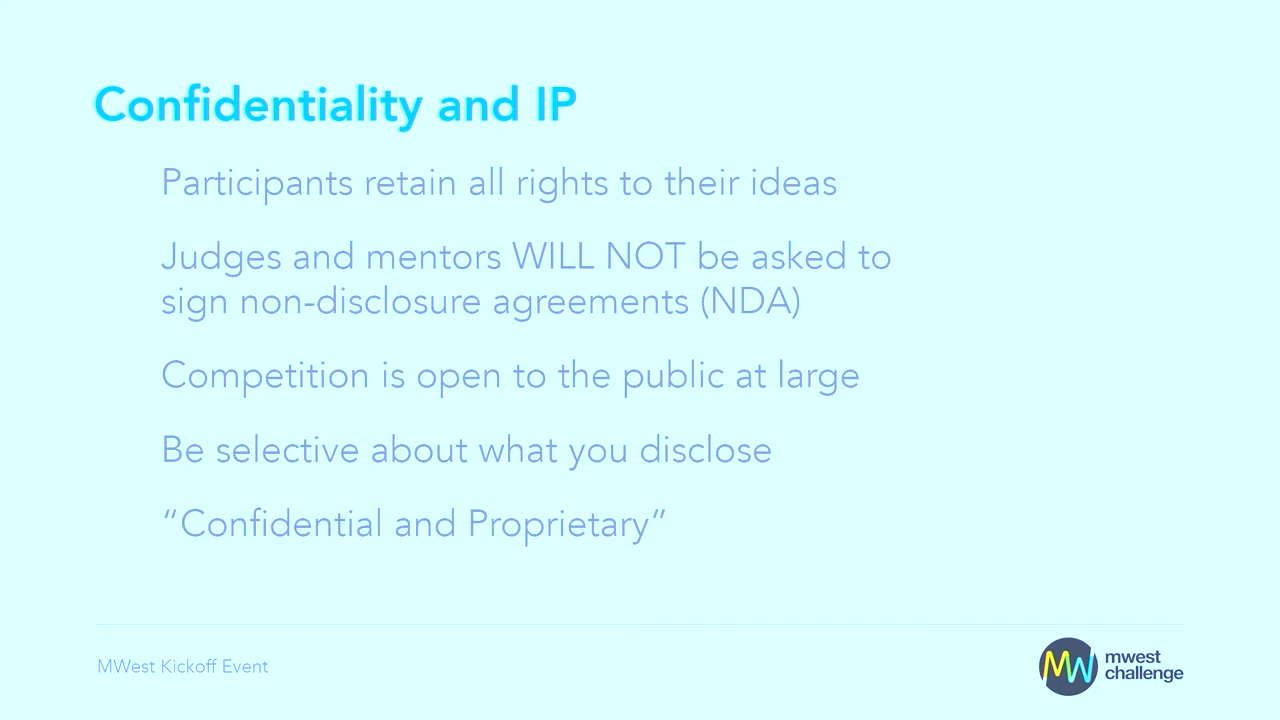 Confidentiality and IP
Participants retain all rights to their ideas
Judges and mentors WILL NOT be asked to
sign non-disclosure agreements (NDA)
Competition is open to the public at large
Be selective about what you disclose
“Confidential and Proprietary”
MWest Kickoff Event
MW
mwest
challenge